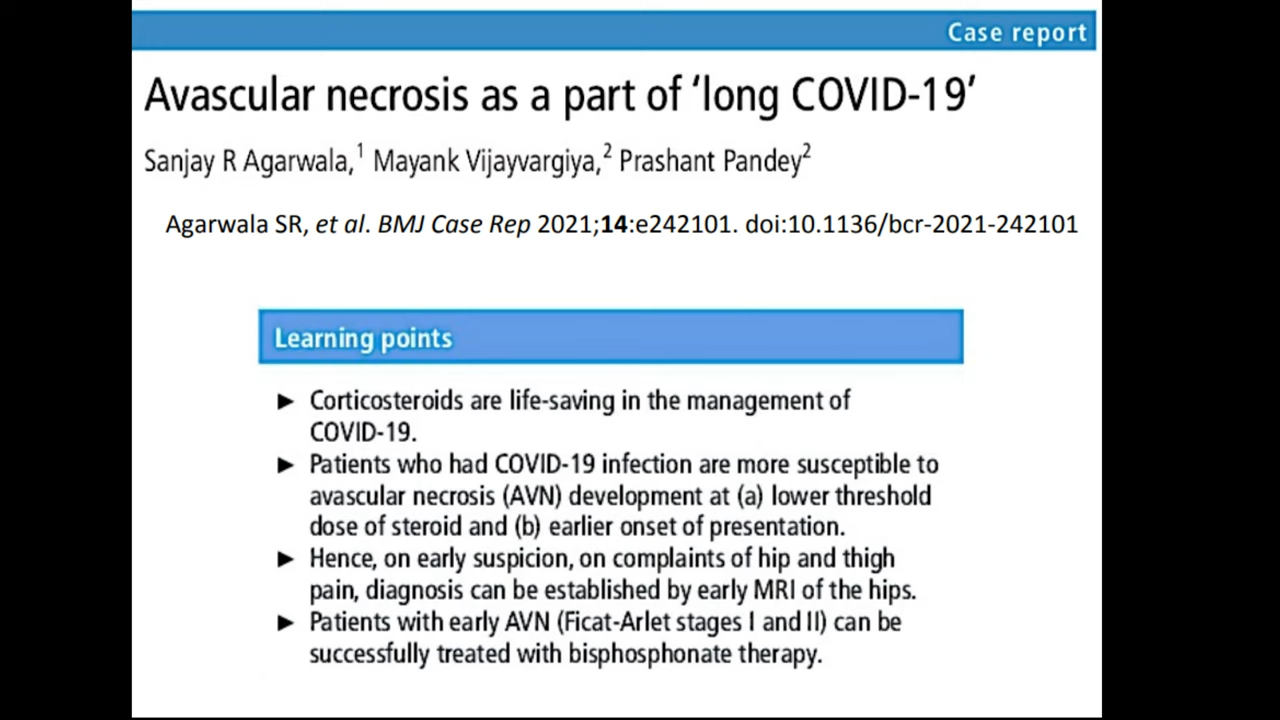 Case report
Avascular necrosis as a part of ‘long COVID-19’
Sanjay R Agarwala,1 Mayank Vijayvargiya,2 Prashant Pandey2
Agarwala SR, et al. BMJ Case Rep 2021;14:e242101. doi:10.1136/bcr-2021-242101
Learning points
► Corticosteroids are life-saving in the management of
COVID-19.
► Patients who had COVID-19 infection are more susceptible to
avascular necrosis (AVN) development at (a) lower threshold
dose of steroid and (b) earlier onset of presentation.
► Hence, on early suspicion, on complaints of hip and thigh
pain, diagnosis can be established by early MRI of the hips.
► Patients with early AVN (Ficat-Arlet stages I and II) can be
successfully treated with bisphosphonate therapy.